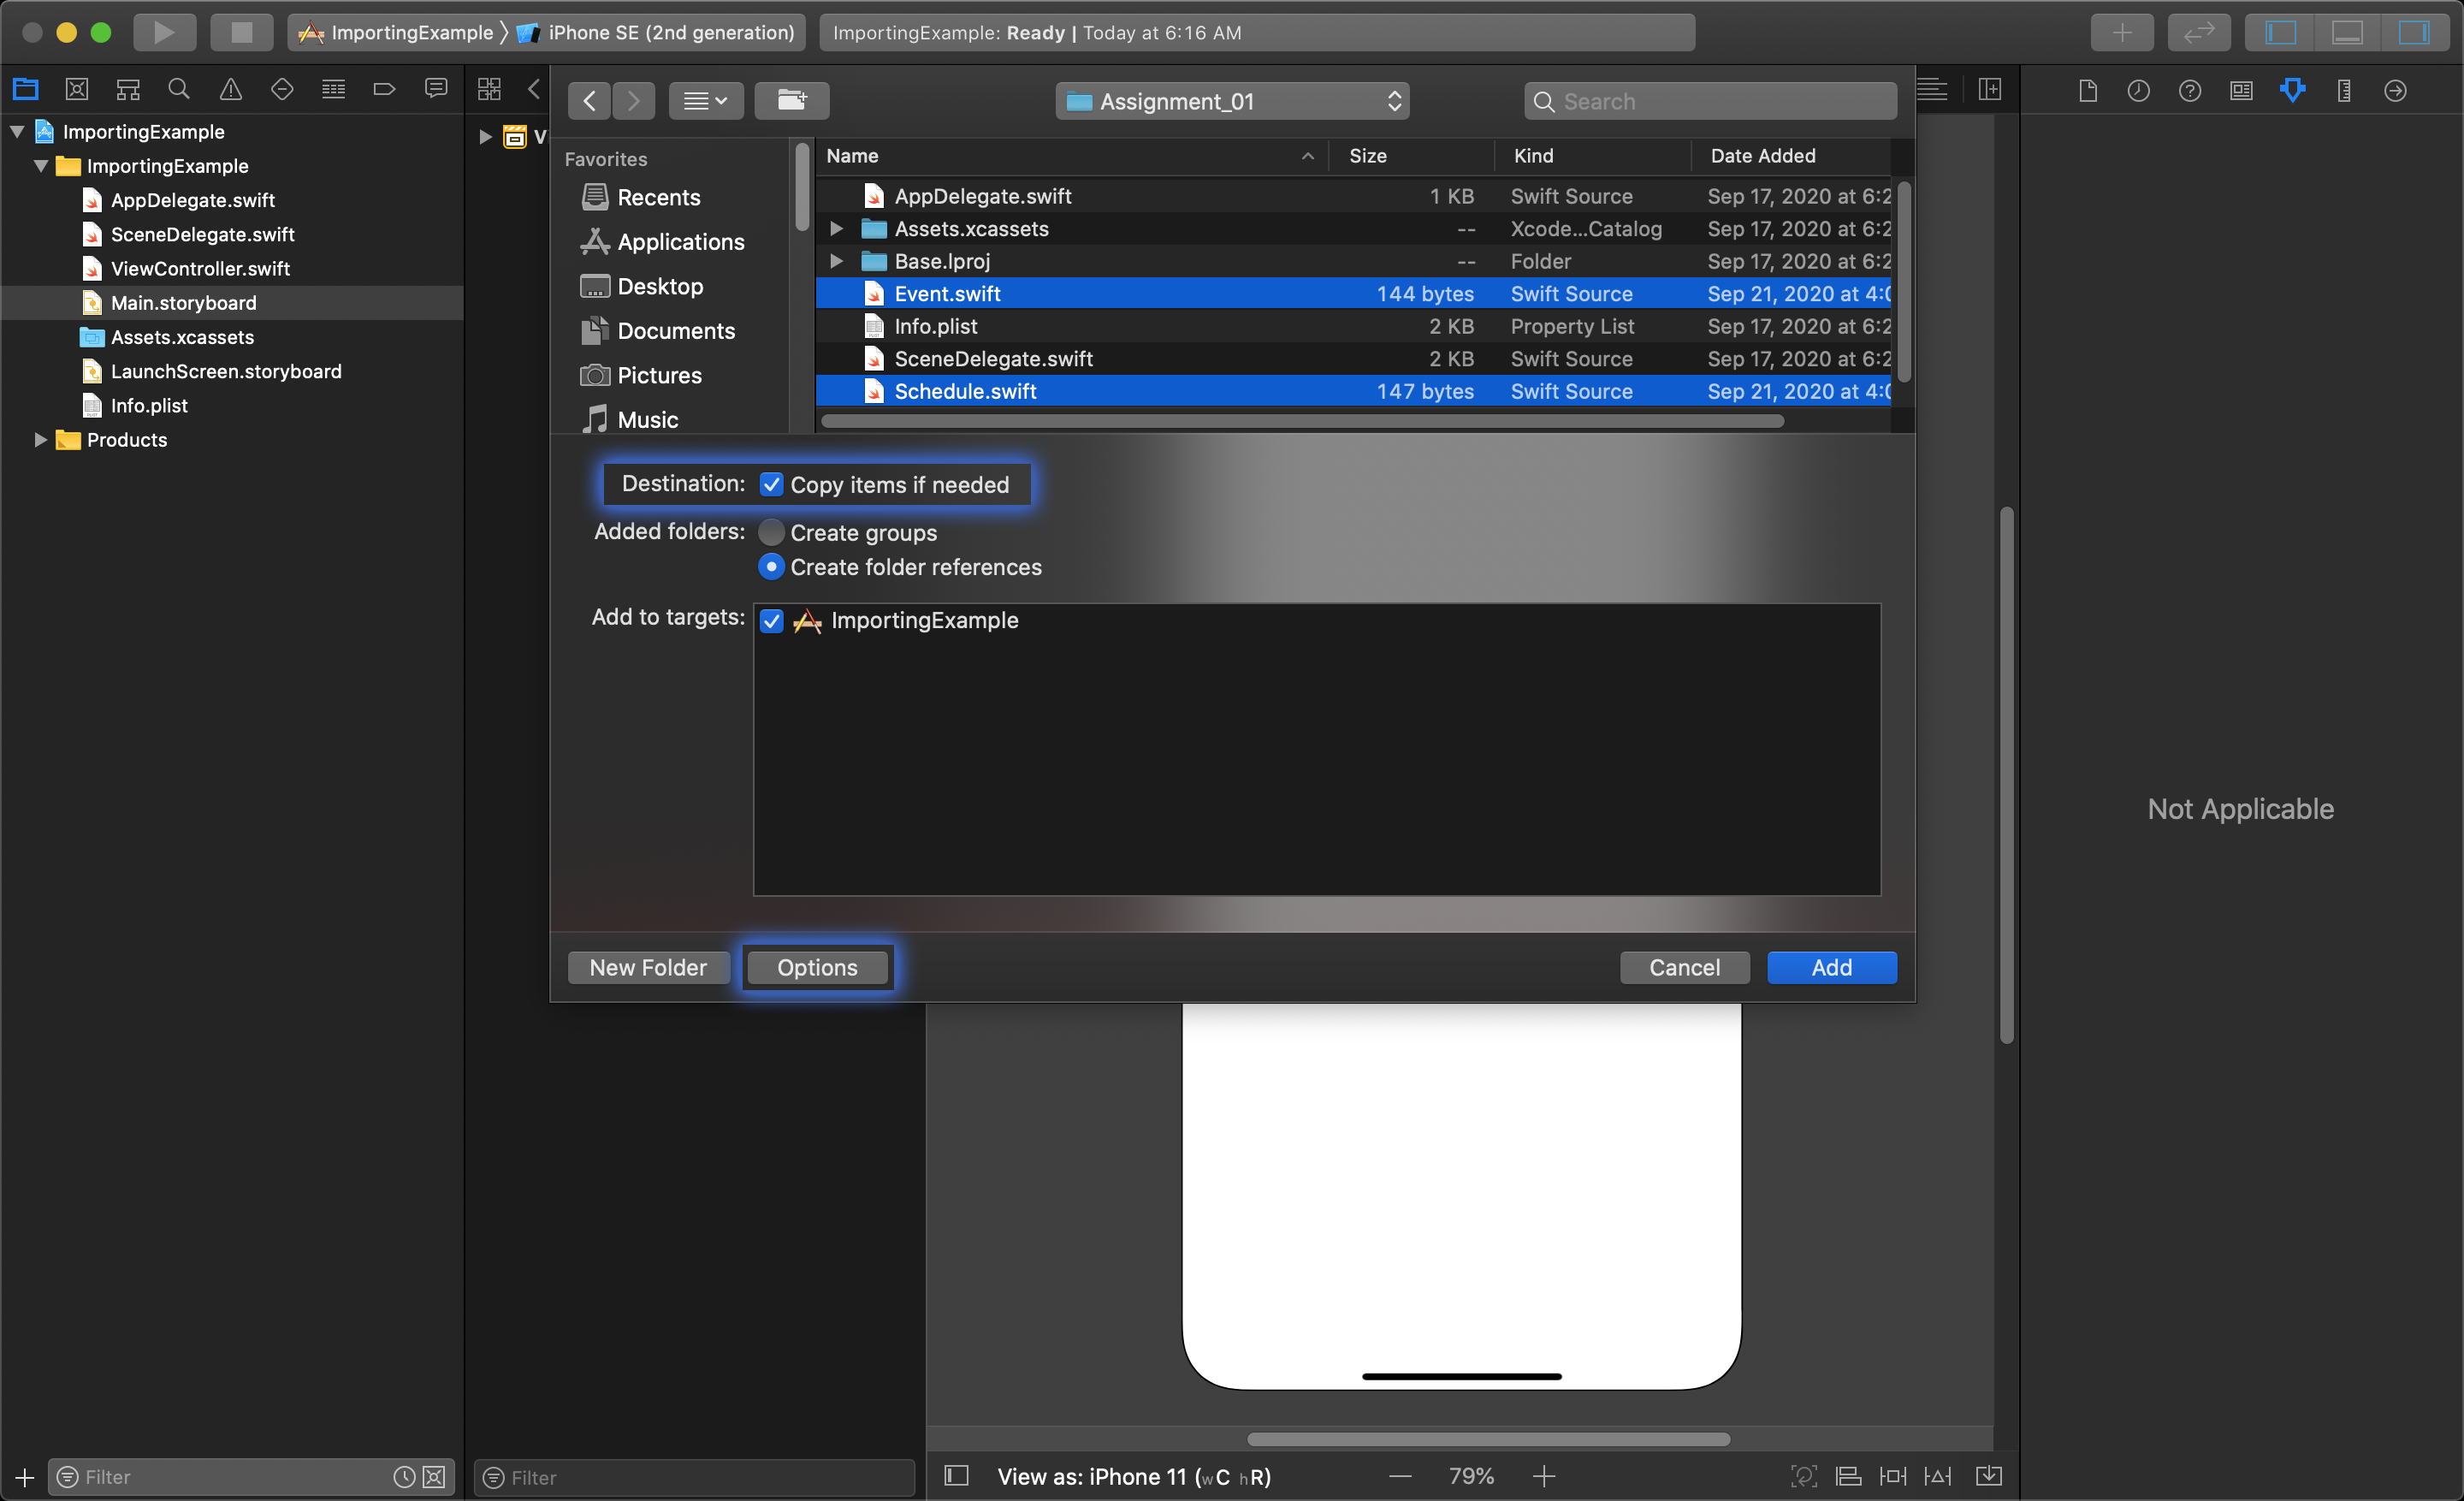 ImportingExample 〉 iPhone SE (2nd generation)
ImportingExample: Ready | Today at 6:16 AM
ImportingExample
ImportingExample
AppDelegate.swift
SceneDelegate.swift
ViewController.swift
Main.storyboard
Assets.xcassets
LaunchScreen.storyboard
Info.plist
Products
Filter
V
Filter
Assignment_01
Search
Favorites
Recents
Applications
Desktop
Documents
Pictures
Music
Name Size Kind Date Added
AppDelegate.swift 1 KB Swift Source Sep 17, 2020 at 6:2
Assets.xcassets -- Xcode...Catalog Sep 17, 2020 at 6:2
Base.lproj -- Folder Sep 17, 2020 at 6:2
Event.swift 144 bytes Swift Source Sep 21, 2020 at 4:0
Info.plist 2 KB Property List Sep 17, 2020 at 6:2
SceneDelegate.swift 2 KB Swift Source Sep 17, 2020 at 6:2
Schedule.swift 147 bytes Swift Source Sep 21, 2020 at 4:0
Destination: Copy items if needed
Added folders: Create groups
Create folder references
Add to targets: ImportingExample
New Folder Options Cancel Add
Not Applicable
View as: iPhone 11 (wC hR) — 79% +